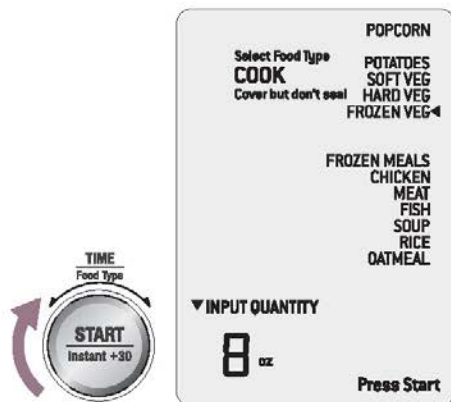 POPCORN
Select Food Type
COOK
Cover but don't seal
POTATOES
SOFT VEG
HARD VEG
FROZEN VEG◄
FROZEN MEALS
CHICKEN
MEAT
FISH
SOUP
RICE
OATMEAL
TIME
Food Type
START
Instant +30
▼INPUT QUANTITY
8 oz
Press Start